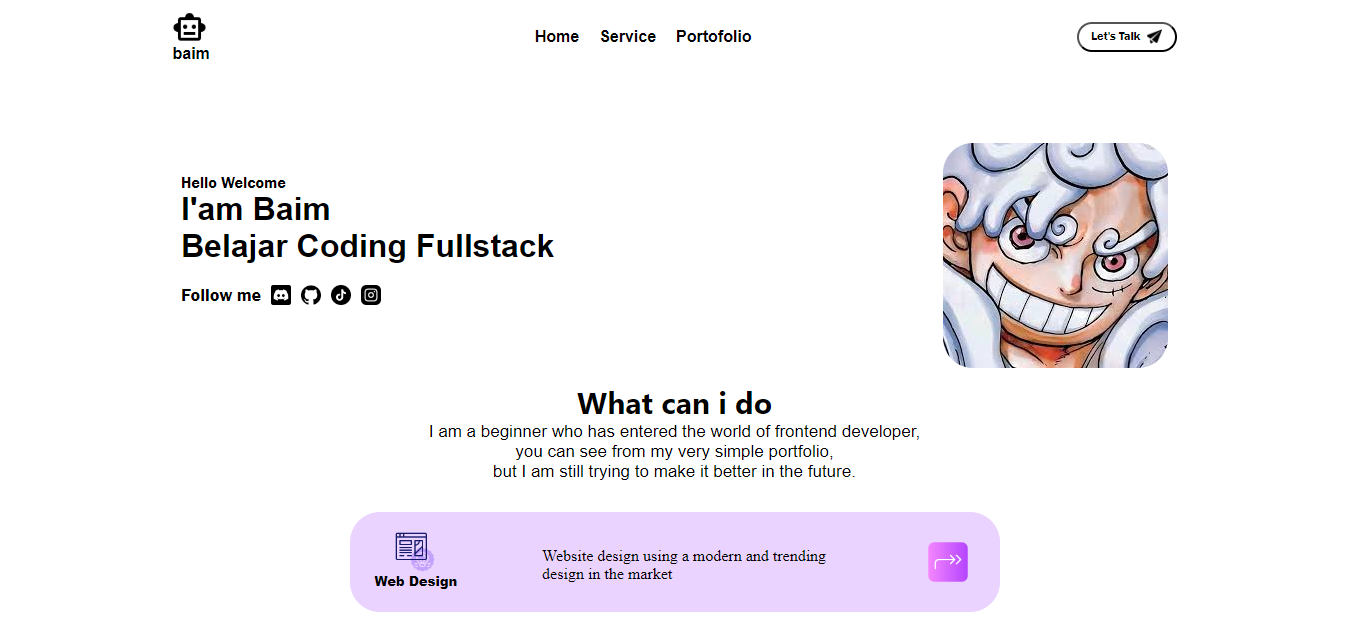 baim
Home Service Portofolio
Let's Talk
Hello Welcome
I'am Baim
Belajar Coding Fullstack
Follow me
What can i do
I am a beginner who has entered the world of frontend developer,
you can see from my very simple portfolio,
but I am still trying to make it better in the future.
Web Design
Website design using a modern and trending
design in the market